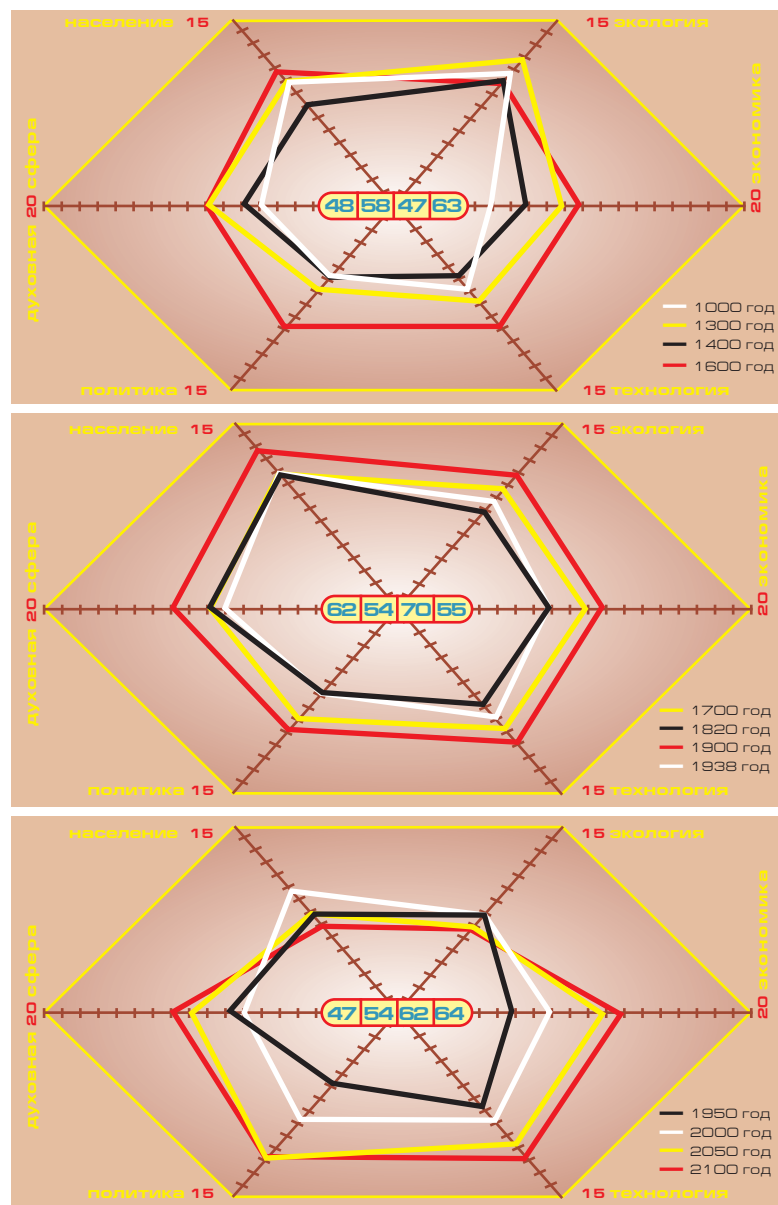 население 15
15 экология
духовная 20 сфера
20 экономика
48 58 47 63
1000 год
1300 год
1400 год
1600 год
политика 15
15 технология
население 15
15 экология
духовная 20 сфера
20 экономика
62 54 70 55
1700 год
1820 год
1900 год
1938 год
политика 15
15 технология
население 15
15 экология
духовная 20 сфера
20 экономика
47 54 62 64
1950 год
2000 год
2050 год
2100 год
политика 15
15 технология